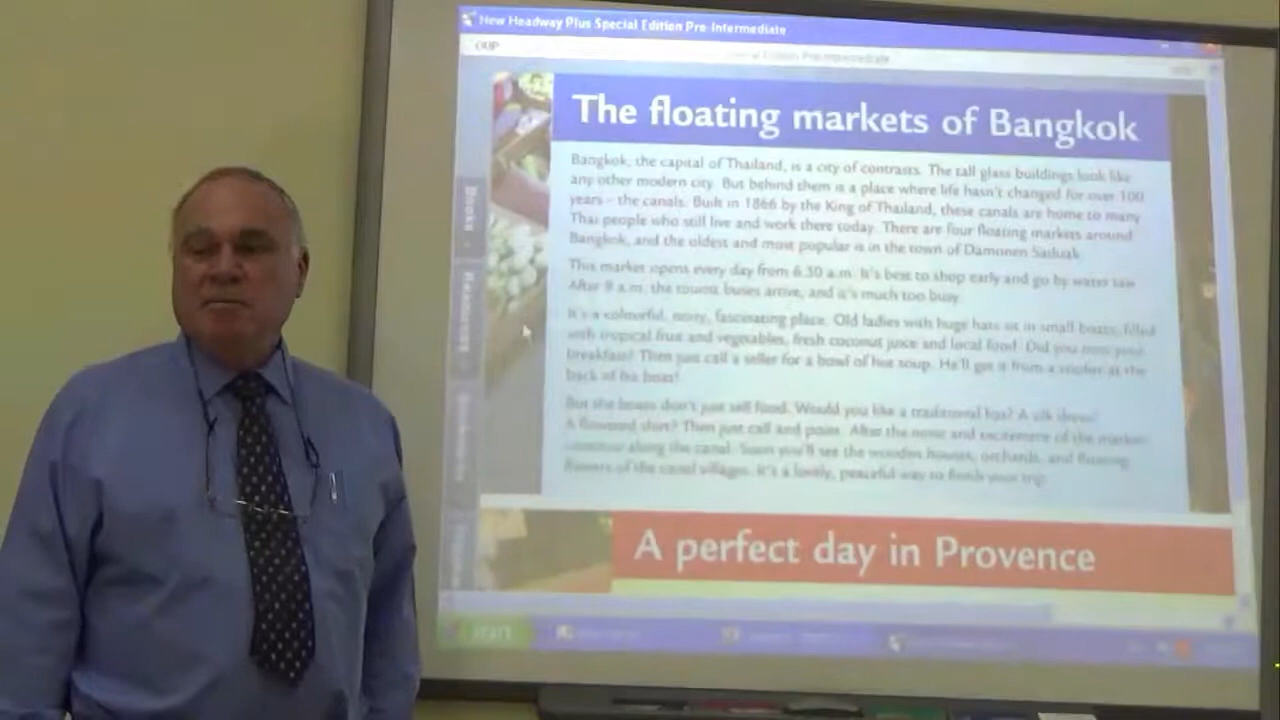 New Headway Plus Special Edition Pre-Intermediate
OUP
The floating markets of Bangkok
Bangkok, the capital of Thailand, is a city of contrasts. The tall glass buildings look like
any other modern city. But behind them is a place where life hasn't changed for over 100
years - the canals. Built in 1866 by the King of Thailand, these canals are home to many
Thai people who still live and work there today. There are four floating markets around
Bangkok, and the oldest and most popular is in the town of Damonen Saduak
This market opens every day from 6.30 a.m. It's best to shop early and go by water taxi
After 9 a.m. the tourist buses arrive, and it's much too busy.
It's a colourful, noisy, fascinating place. Old ladies with huge hats sit in small boats, filled
with tropical fruit and vegetables, fresh coconut juice and local food. Did you miss your
breakfast? Then just call a seller for a bowl of hot soup. He'll get it from a cooker at the
back of his boat!
But the boats don't just sell food. Would you like a traditional hat? A silk dress?
A flowered shirt? Then just call and point. After the noise and excitement of the market
continue along the canal. Soon you'll see the wooden houses, orchards, and floating
flowers of the canal villages. It's a lovely, peaceful way to finish your trip.
A perfect day in Provence
start